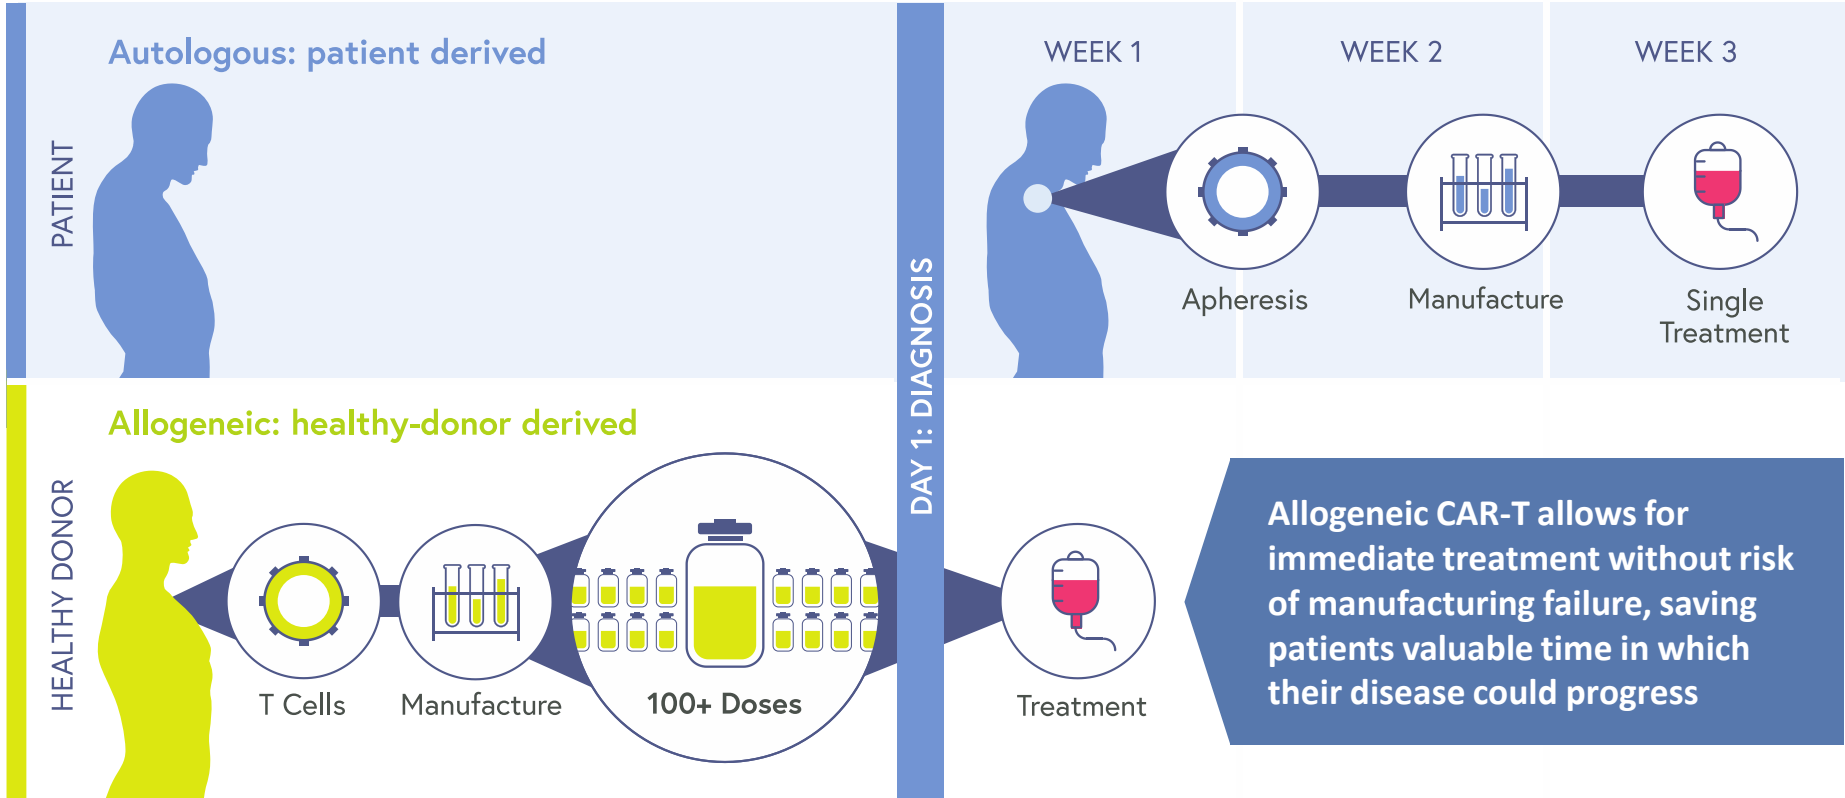 Autologous: patient derived
PATIENT
DAY 1: DIAGNOSIS
WEEK 1
WEEK 2
WEEK 3
Apheresis
Manufacture
Single
Treatment
Allogeneic: healthy-donor derived
HEALTHY DONOR
T Cells
Manufacture
100+ Doses
Treatment
Allogeneic CAR-T allows for
immediate treatment without risk
of manufacturing failure, saving
patients valuable time in which
their disease could progress